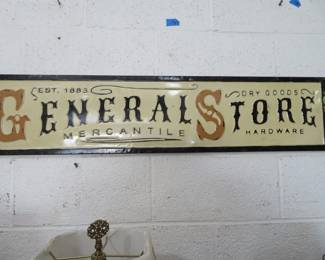 EST. 1883
DRY GOODS
GENERAL STORE
MERCANTILE
HARDWARE